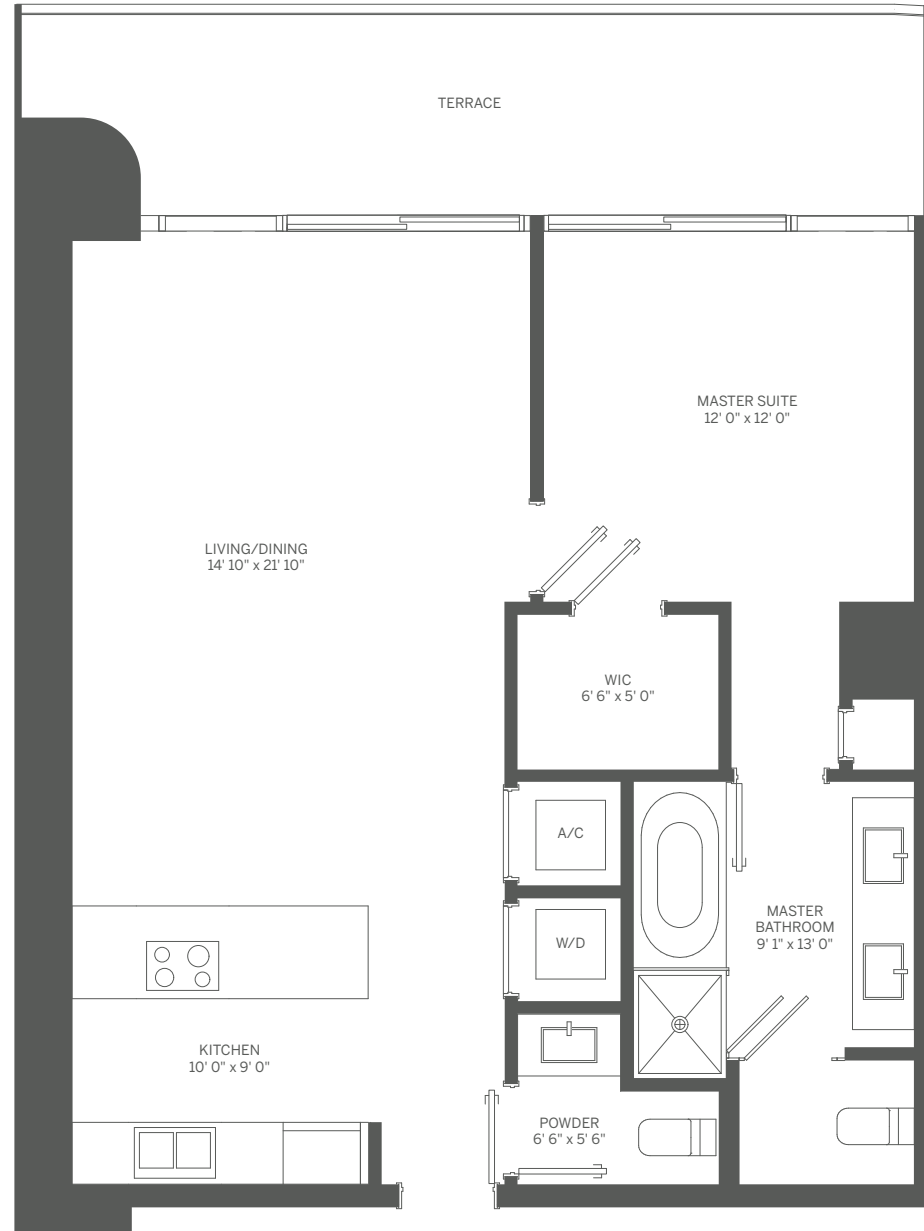 TERRACE
MASTER SUITE
12' 0" x 12' 0"
LIVING/DINING
14' 10" x 21' 10"
WIC
6' 6" x 5' 0"
A/C
W/D
MASTER
BATHROOM
9' 1" x 13' 0"
KITCHEN
10' 0" x 9' 0"
POWDER
6' 6" x 5' 6"